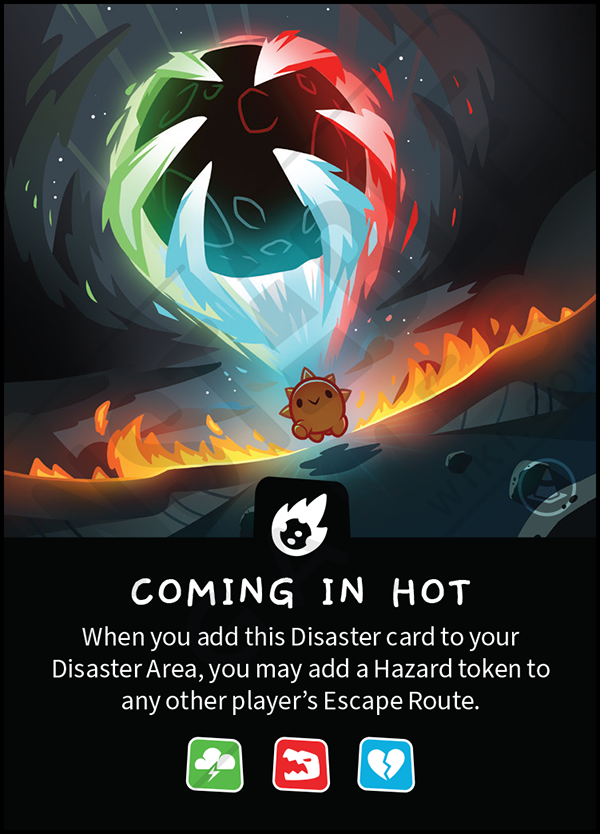 COMING IN HOT
When you add this Disaster card to your
Disaster Area, you may add a Hazard token to
any other player's Escape Route.